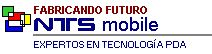 FABRICANDO FUTURO
NTS mobile
EXPERTOS EN TECNOLOGÍA PDA